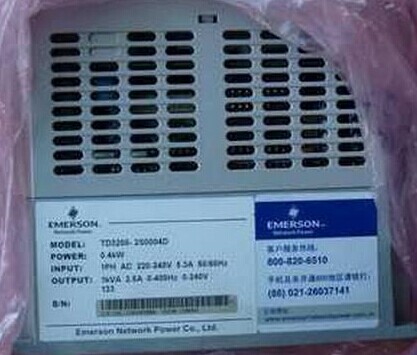 EMERSON
Network Power
MODEL: TD3200-2S0004D
POWER: 0.4kW
INPUT: 1PH AC 220-240V 5.3A 50/60Hz
OUTPUT: 1kVA 2.5A 0-400Hz 0-240V
133
S/N:
Emerson Network Power Co., Ltd.
EMERSON
Network Power
客户服务热线:
800-820-6510
手机及未开通800地区请拨打:
(86) 021-26037141